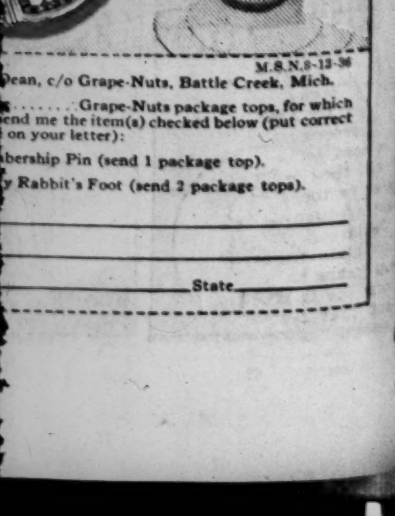 M.S.N.8-13-36
Dean, c/o Grape-Nuts, Battle Creek, Mich.
........Grape-Nuts package tops, for which
end me the item(s) checked below (put correct
on your letter):
bership Pin (send 1 package top).
y Rabbit's Foot (send 2 package tops).
State